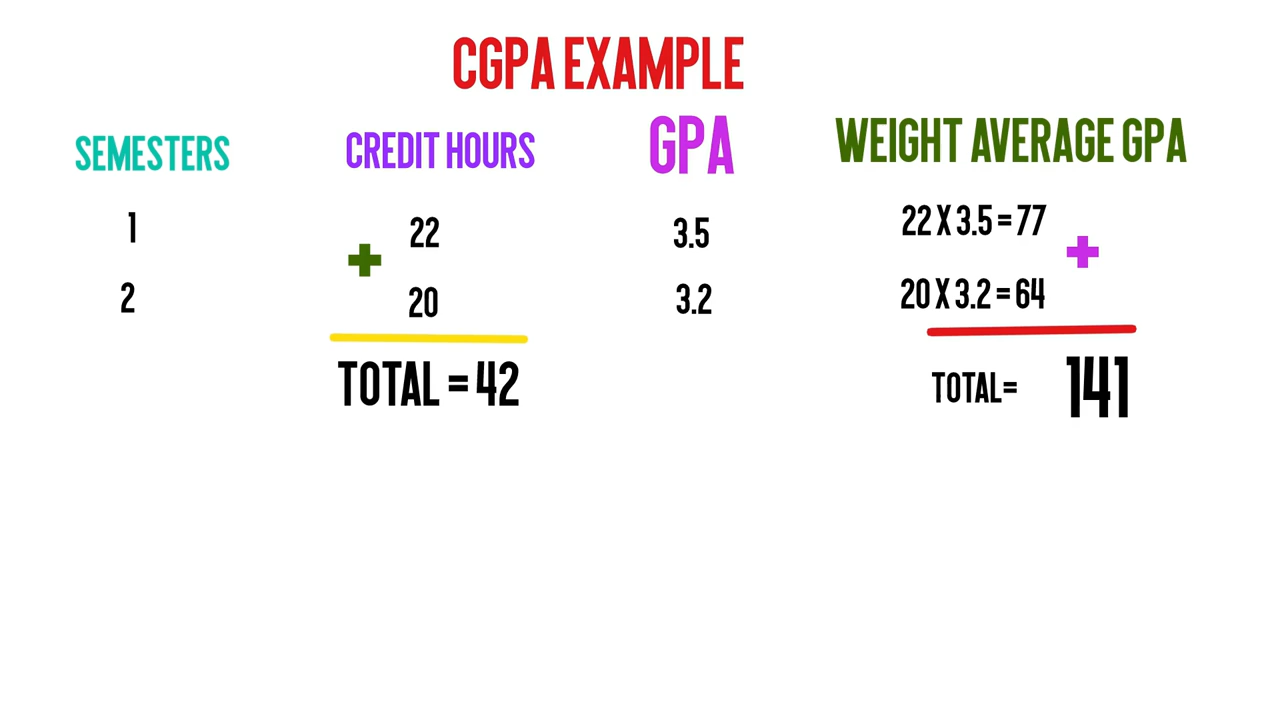 CGPA EXAMPLE
SEMESTERS CREDIT HOURS GPA WEIGHT AVERAGE GPA
1 22 3.5 22 X 3.5 = 77
+ +
2 20 3.2 20 X 3.2 = 64
TOTAL = 42 TOTAL= 141